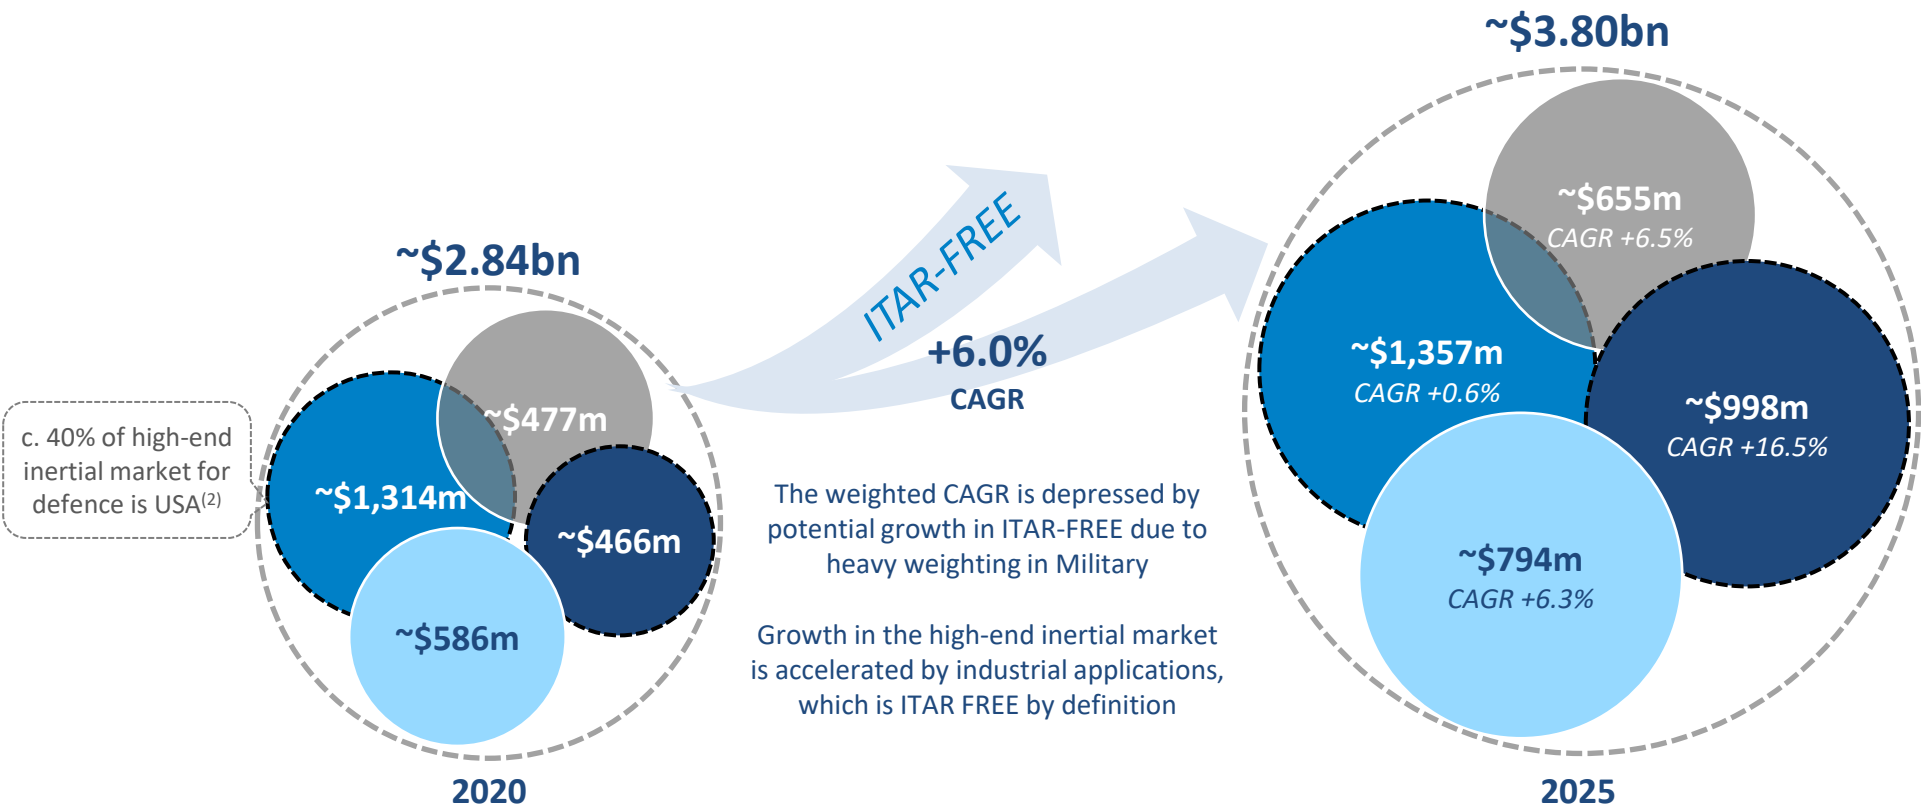 ~$3.80bn
~$655m
CAGR +6.5%
ITAR-FREE
~$2.84bn
+6.0%
CAGR
~$1,357m
CAGR +0.6%
~$998m
CAGR +16.5%
~$477m
c. 40% of high-end
inertial market for
defence is USA(2)
~$1,314m
~$466m
~$586m
The weighted CAGR is depressed by
potential growth in ITAR-FREE due to
heavy weighting in Military
~$794m
CAGR +6.3%
Growth in the high-end inertial market
is accelerated by industrial applications,
which is ITAR FREE by definition
2020
2025